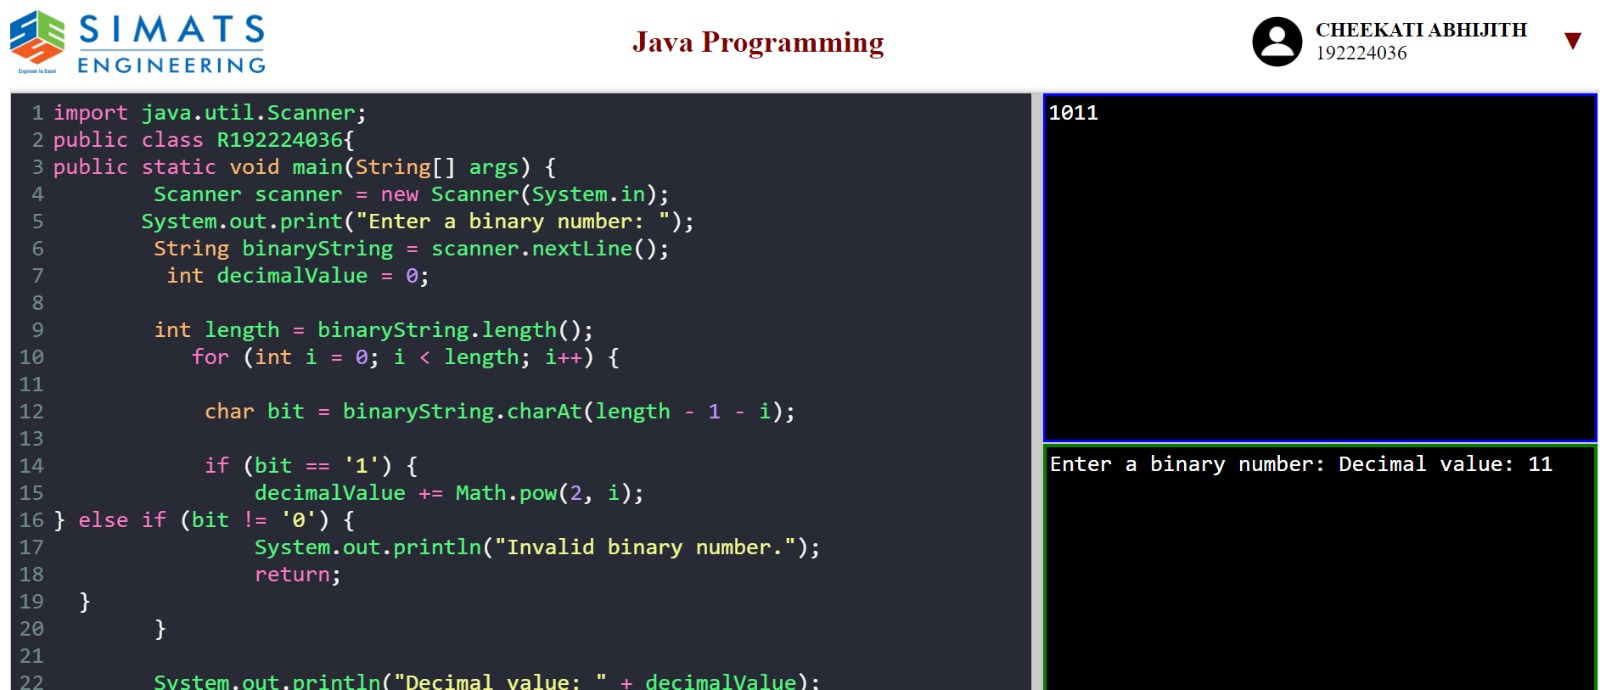 SIMATS
ENGINEERING
Engineer to Excel
Java Programming
CHEEKATI ABHIJITH
192224036
1 import java.util.Scanner;
2 public class R192224036{
3 public static void main(String[] args) {
4         Scanner scanner = new Scanner(System.in);
5        System.out.print("Enter a binary number: ");
6         String binaryString = scanner.nextLine();
7          int decimalValue = 0;
8
9         int length = binaryString.length();
10            for (int i = 0; i < length; i++) {
11
12             char bit = binaryString.charAt(length - 1 - i);
13
14             if (bit == '1') {
15                 decimalValue += Math.pow(2, i);
16 } else if (bit != '0') {
17                 System.out.println("Invalid binary number.");
18                 return;
19   }
20         }
21
22         System.out.println("Decimal value: " + decimalValue);
1011
Enter a binary number: Decimal value: 11